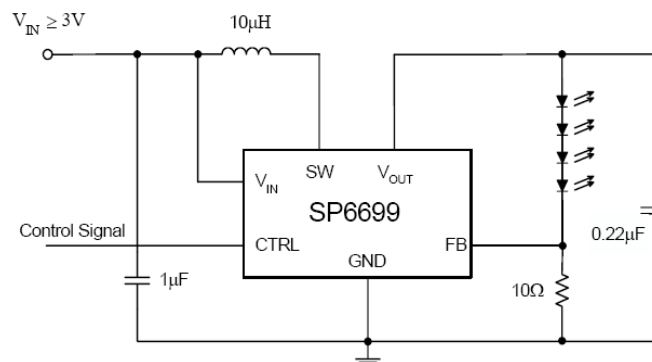 V_IN ≥ 3V
10μH
V_IN
SW
V_OUT
SP6699
Control Signal
CTRL
FB
GND
0.22μF
1μF
10Ω